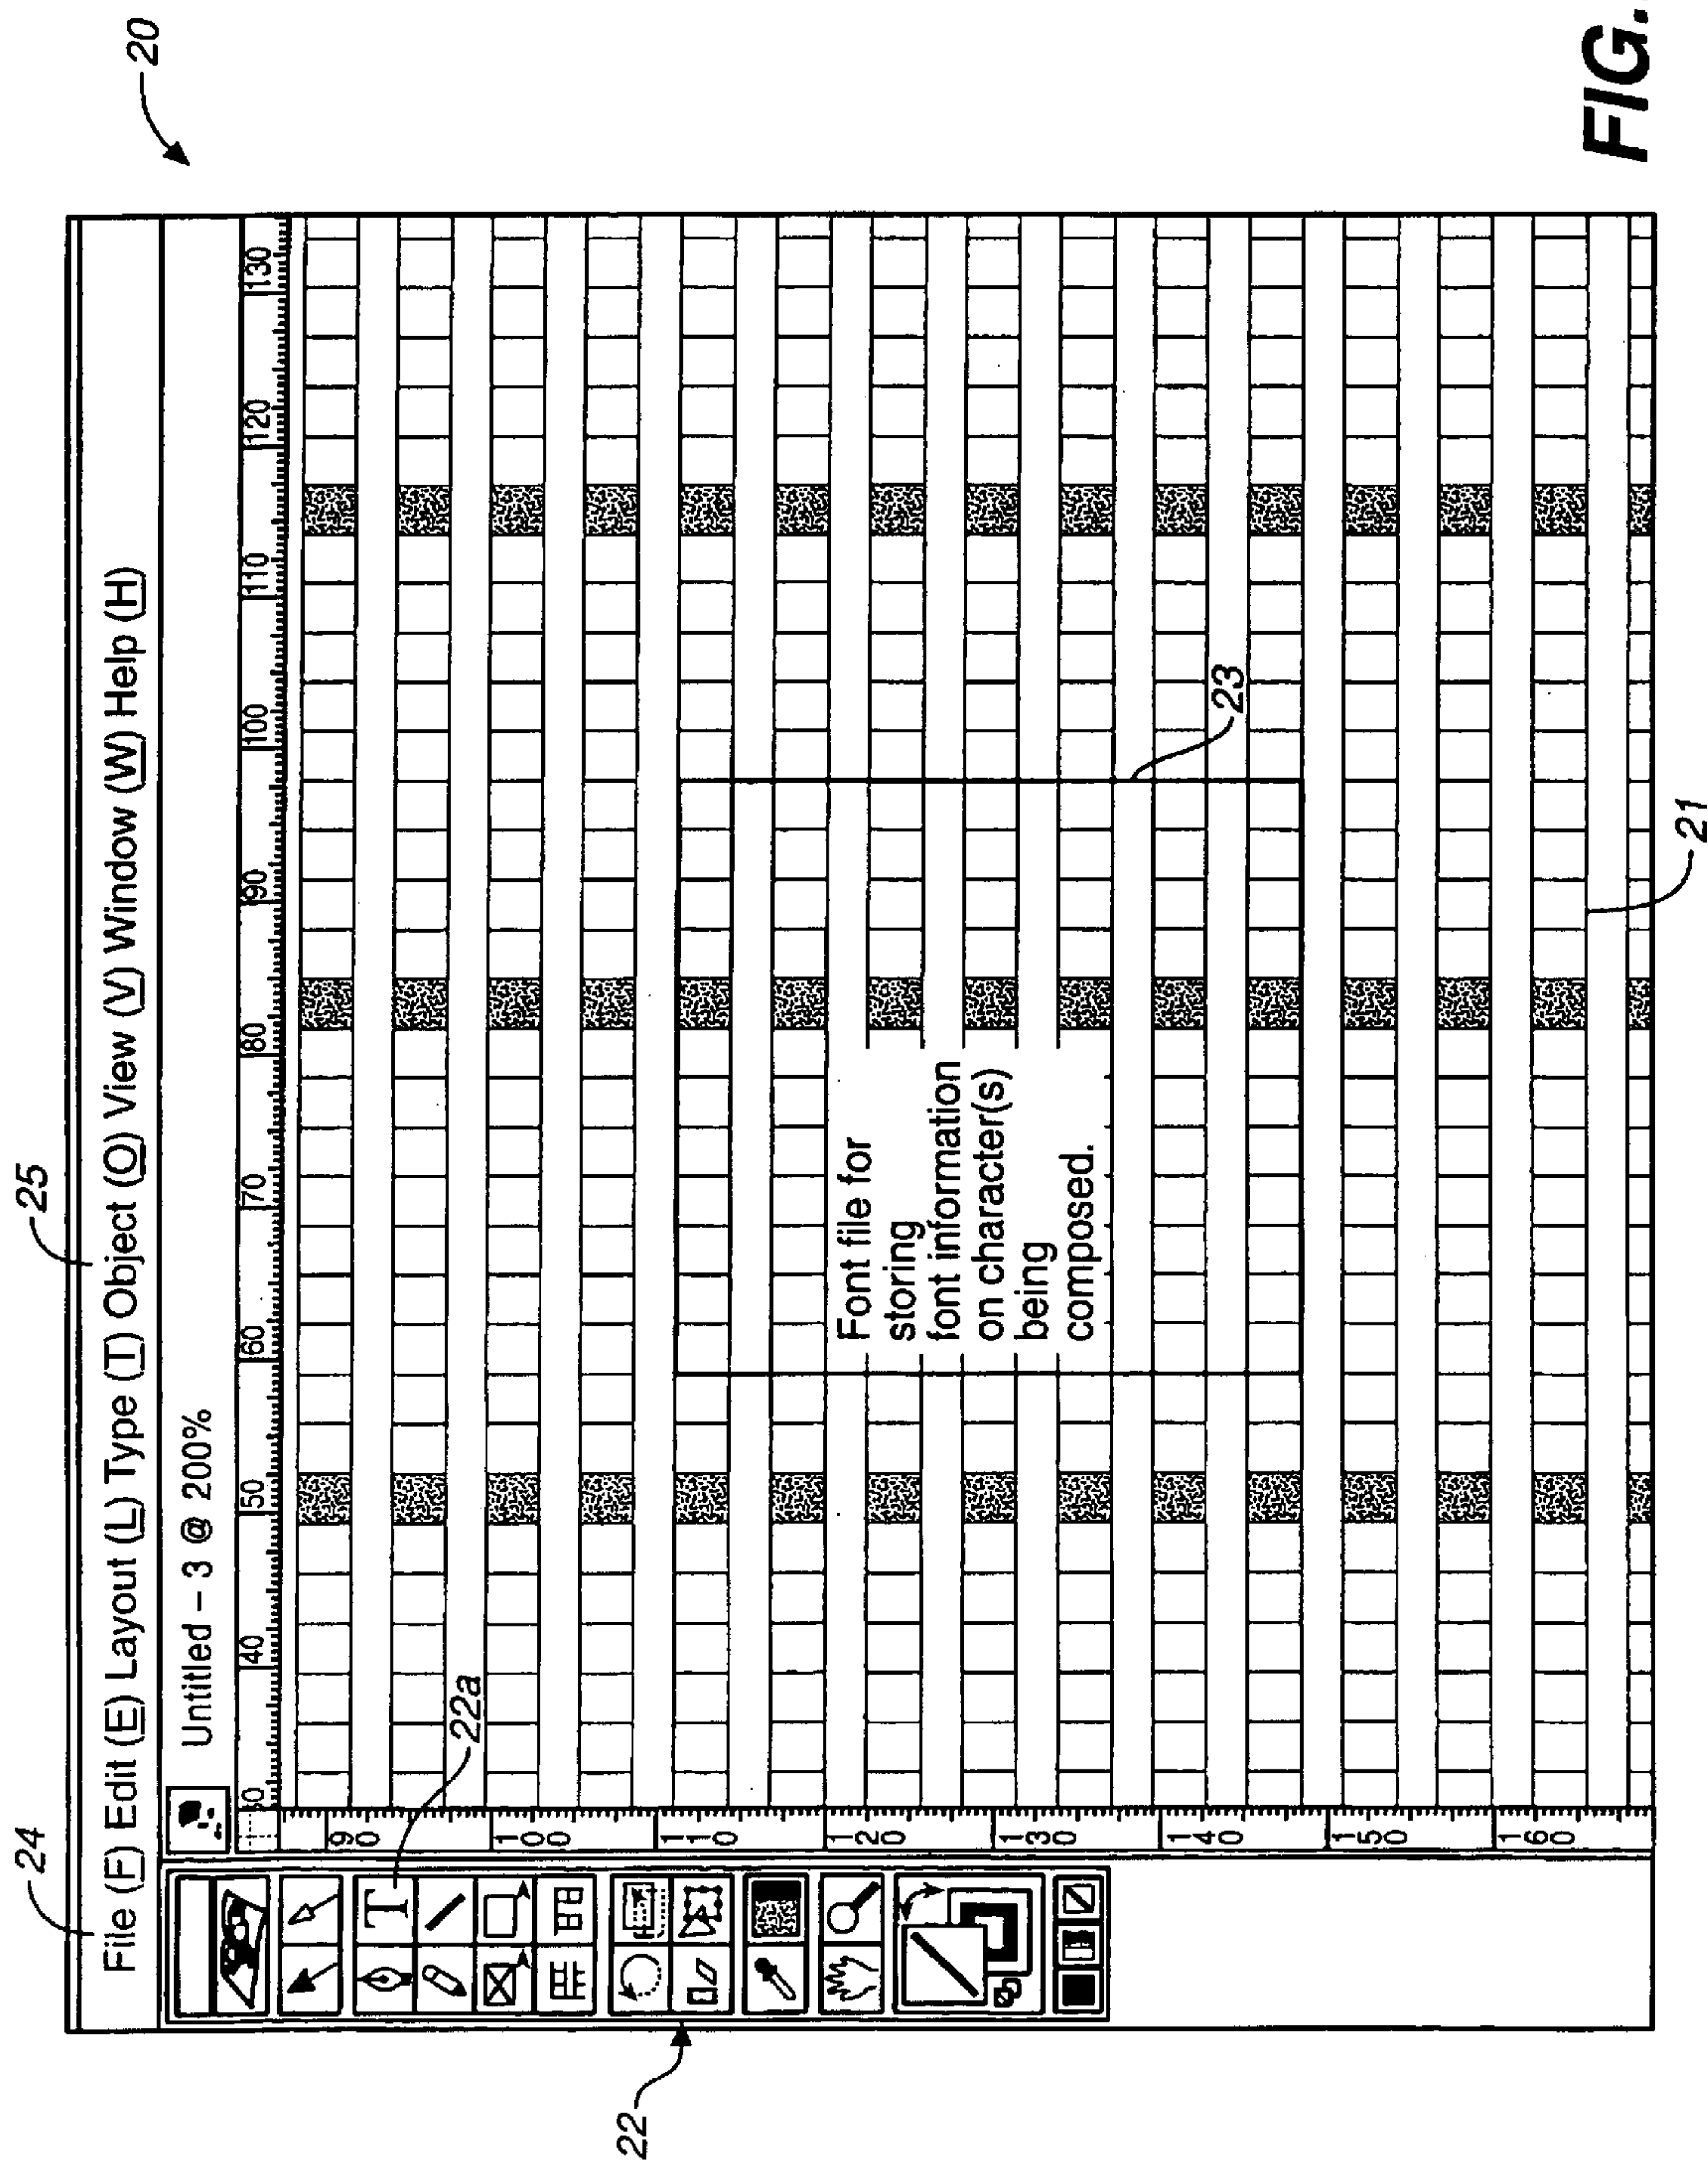 20
25
24
File (F) Edit (E) Layout (L) Type (T) Object (O) View (V) Window (W) Help (H)
Untitled – 3 @ 200%
40 50 60 70 80 90 100 110 120 130
22a
T
90
100
110
120
130
140
150
160
Font file for
storing
font information
on character(s)
being
composed.
23
22
21
FIG.